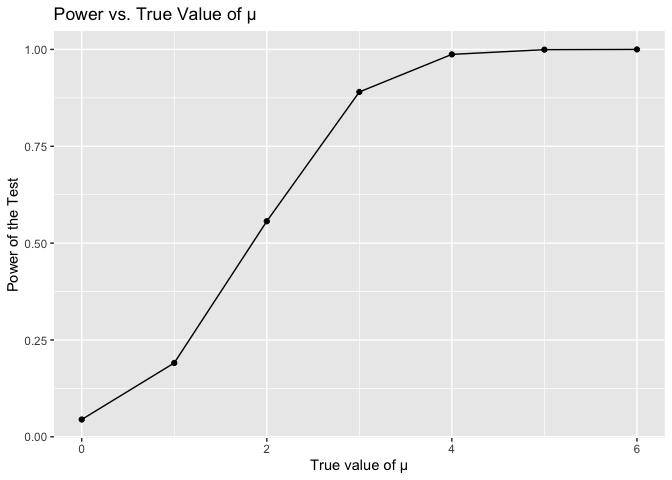 Power vs. True Value of μ
1.00
0.75
0.50
0.25
0.00
Power of the Test
0 2 4 6
True value of μ